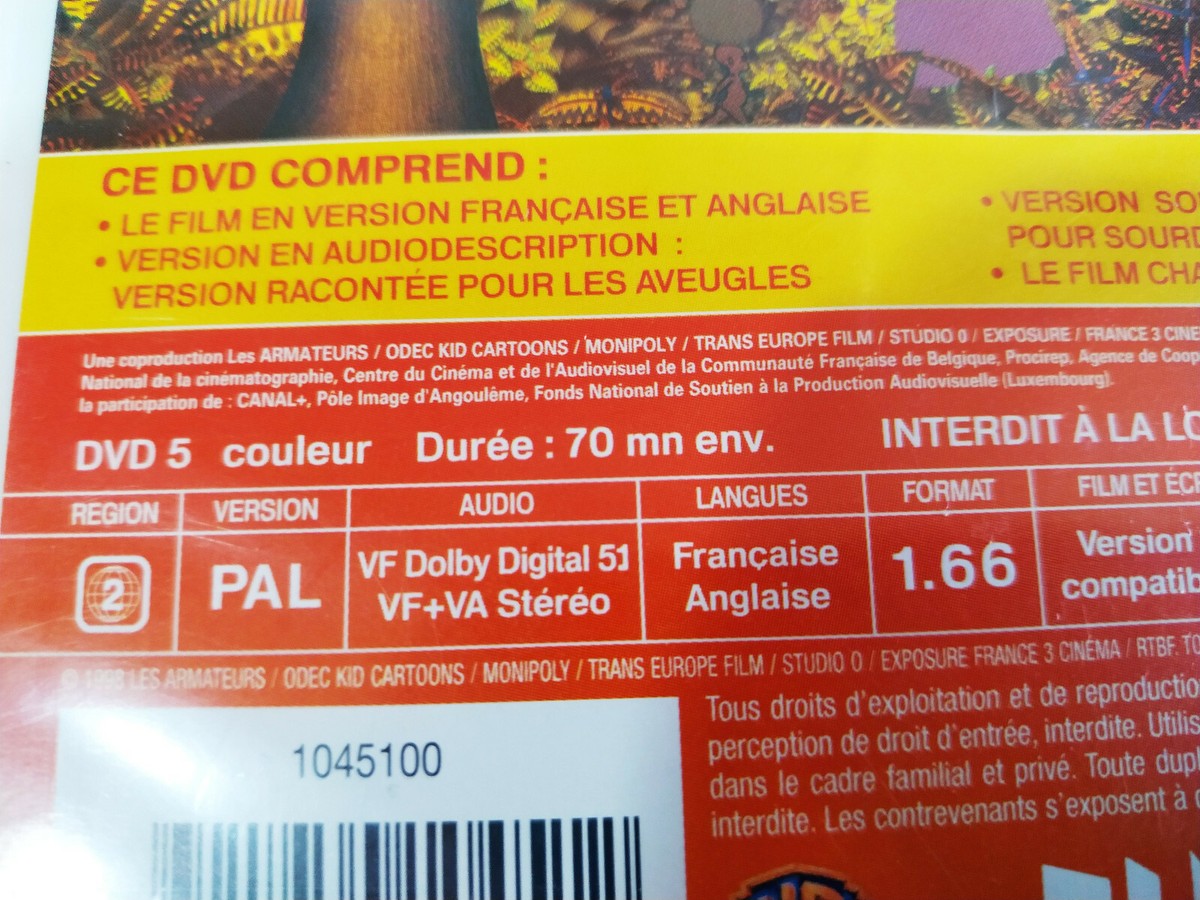 CE DVD COMPREND :
• LE FILM EN VERSION FRANÇAISE ET ANGLAISE
• VERSION EN AUDIODESCRIPTION :
VERSION RACONTÉE POUR LES AVEUGLES
• VERSION SO
POUR SOURD
• LE FILM CHA
Une coproduction Les ARMATEURS / ODEC KID CARTOONS / MONIPOLY / TRANS EUROPE FILM / STUDIO 0 / EXPOSURE / FRANCE 3 CINE
National de la cinématographie, Centre du Cinéma et de l'Audiovisuel de la Communauté Française de Belgique, Procirep, Agence de Coop
la participation de : CANAL+, Pôle Image d'Angoulême, Fonds National de Soutien à la Production Audiovisuelle (Luxembourg).
DVD 5 couleur Durée : 70 mn env. INTERDIT À LA LO
REGION VERSION AUDIO LANGUES FORMAT FILM ET ÉCR
2 PAL VF Dolby Digital 5.1 Française 1.66 Version
VF+VA Stéréo Anglaise compatib
© 1998 LES ARMATEURS / ODEC KID CARTOONS / MONIPOLY / TRANS EUROPE FILM / STUDIO 0 / EXPOSURE FRANCE 3 CINÉMA / RTBF. TO
1045100
Tous droits d'exploitation et de reproductio
perception de droit d'entrée, interdite. Utilis
dans le cadre familial et privé. Toute dupl
interdite. Les contrevenants s'exposent à